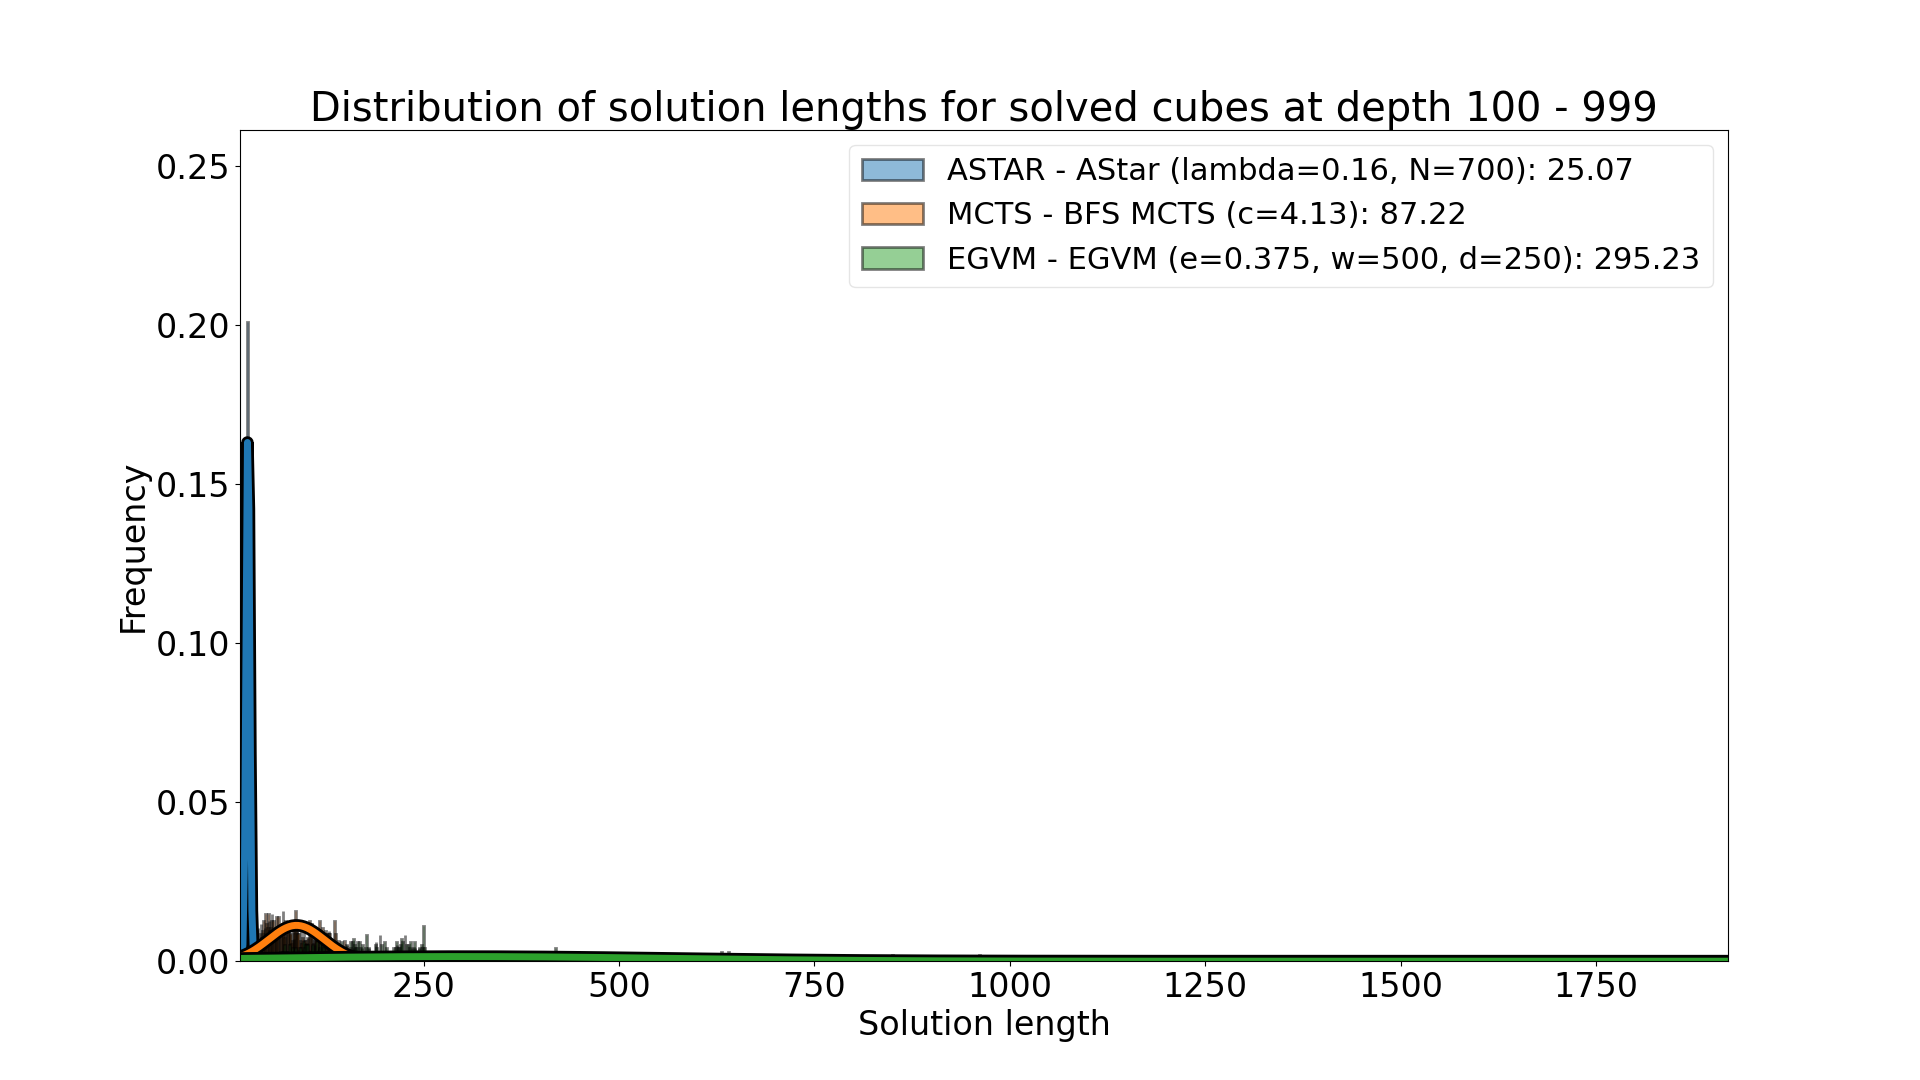 Distribution of solution lengths for solved cubes at depth 100 - 999
ASTAR - AStar (lambda=0.16, N=700): 25.07
MCTS - BFS MCTS (c=4.13): 87.22
EGVM - EGVM (e=0.375, w=500, d=250): 295.23
Frequency
0.25
0.20
0.15
0.10
0.05
0.00
250 500 750 1000 1250 1500 1750
Solution length